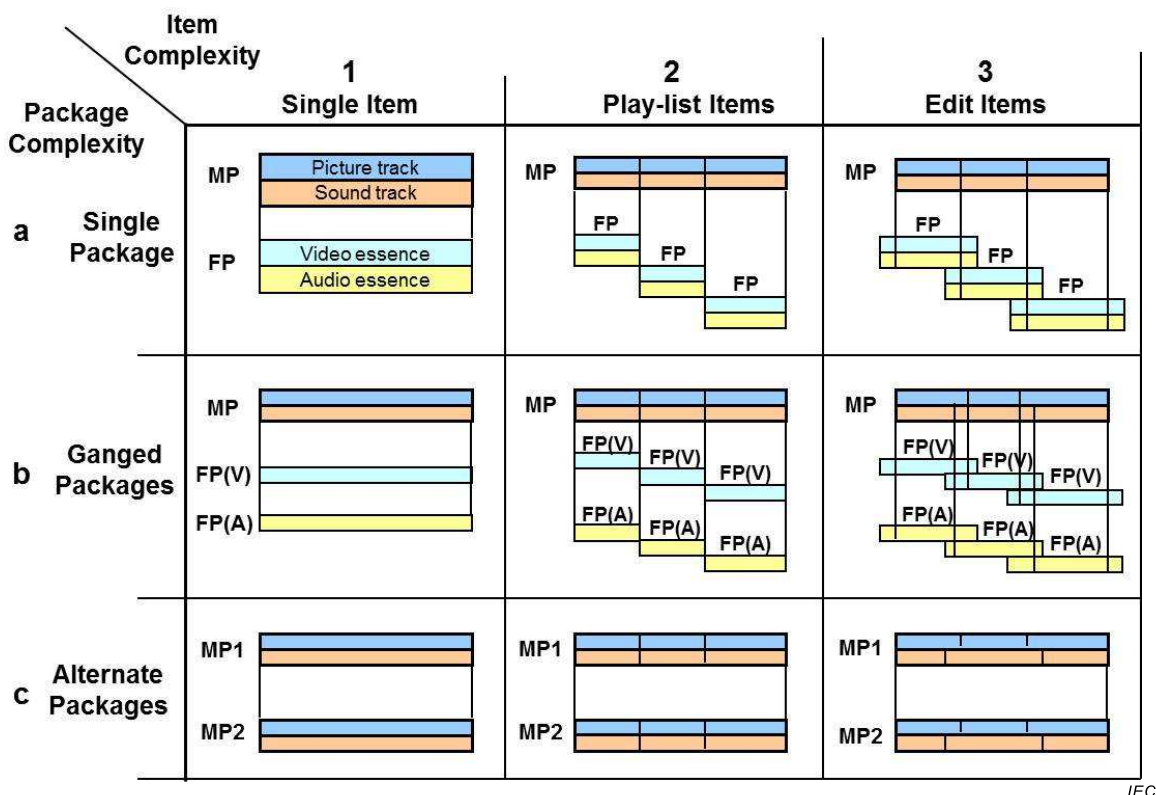 Item
Complexity
Package
Complexity
1
Single Item
2
Play-list Items
3
Edit Items
a
Single
Package
MP
Picture track
Sound track
FP
Video essence
Audio essence
MP
FP
FP
FP
MP
FP
FP
FP
b
Ganged
Packages
MP
FP(V)
FP(A)
MP
FP(V)
FP(V)
FP(V)
FP(A)
FP(A)
FP(A)
MP
FP(V)
FP(V)
FP(V)
FP(A)
FP(A)
FP(A)
c
Alternate
Packages
MP1
MP2
MP1
MP2
MP1
MP2
IEC